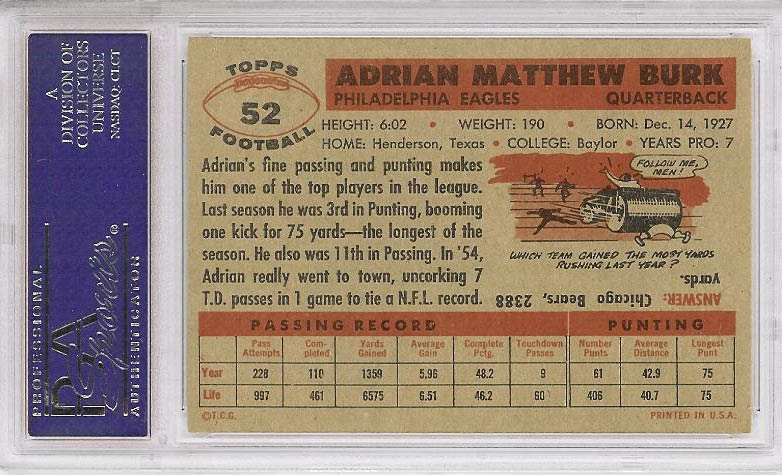 A
DIVISION OF
COLLECTORS
UNIVERSE
NASDAQ: CLCT
PROFESSIONAL
PSA
Sports
®
AUTHENTICATOR
TOPPS
52
FOOTBALL
ADRIAN MATTHEW BURK
PHILADELPHIA EAGLES QUARTERBACK
HEIGHT: 6:02 • WEIGHT: 190 • BORN: Dec. 14, 1927
HOME: Henderson, Texas • COLLEGE: Baylor • YEARS PRO: 7
Adrian's fine passing and punting makes
him one of the top players in the league.
Last season he was 3rd in Punting, booming
one kick for 75 yards—the longest of the
season. He also was 11th in Passing. In '54,
Adrian really went to town, uncorking 7
T.D. passes in 1 game to tie a N.F.L. record.
FOLLOW ME,
MEN!
WHICH TEAM GAINED THE MOST YARDS
RUSHING LAST YEAR?
ANSWER: Chicago Bears, 2388
yards.
PASSING RECORD PUNTING
Pass Attempts Com- pleted Yards Gained Average Gain Complete Pctg. Touchdown Passes Number Punts Average Distance Longest Punt
Year 228 110 1359 5.96 48.2 9 61 42.9 75
Life 997 461 6575 6.51 46.2 60 406 40.7 75
©T.C.G. PRINTED IN U.S.A.